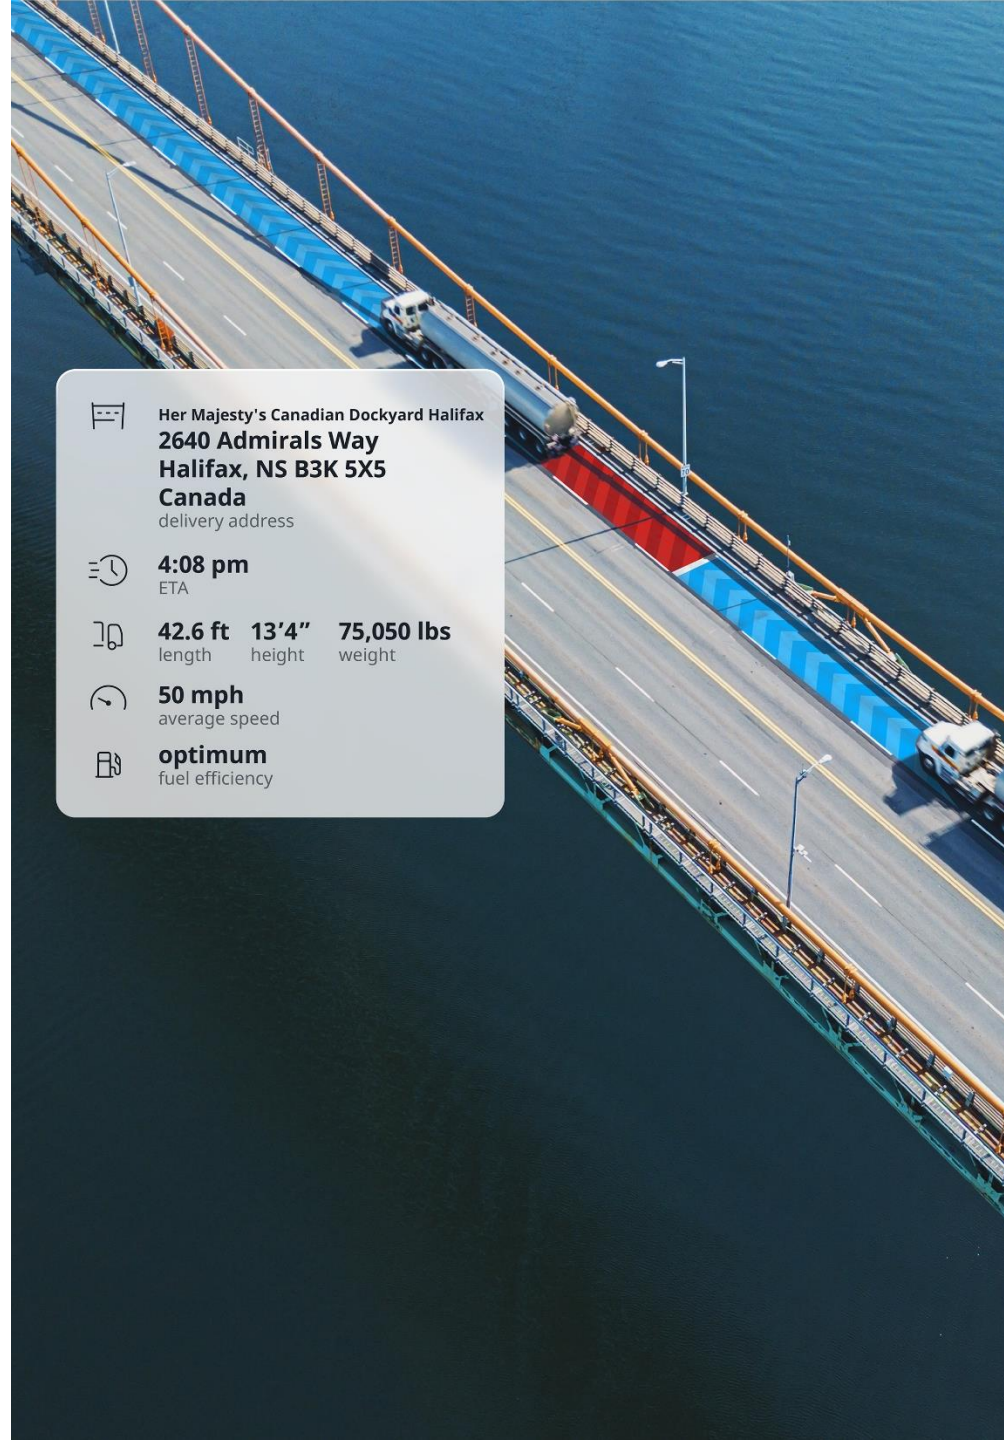 Her Majesty's Canadian Dockyard Halifax
2640 Admirals Way
Halifax, NS B3K 5X5
Canada
delivery address
4:08 pm
ETA
42.6 ft 13’4” 75,050 lbs
length height weight
50 mph
average speed
optimum
fuel efficiency